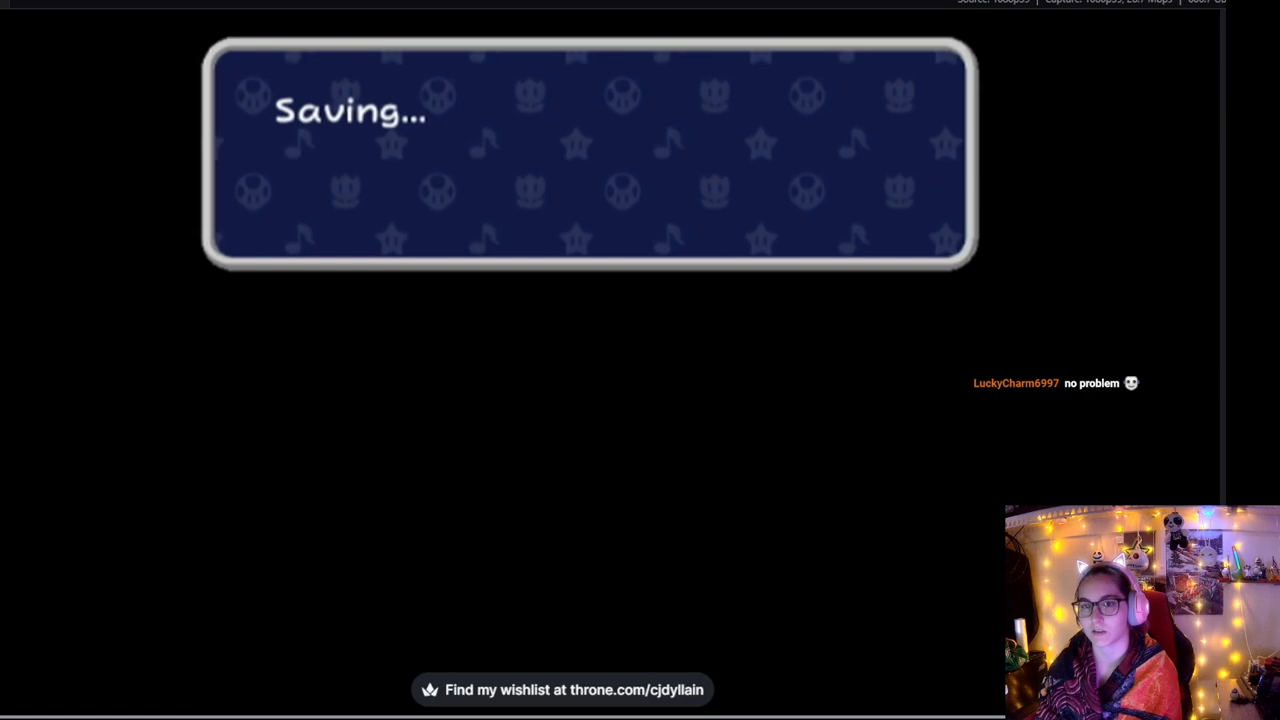 Saving...
LuckyCharm6997 no problem
Find my wishlist at throne.com/cjdyllain